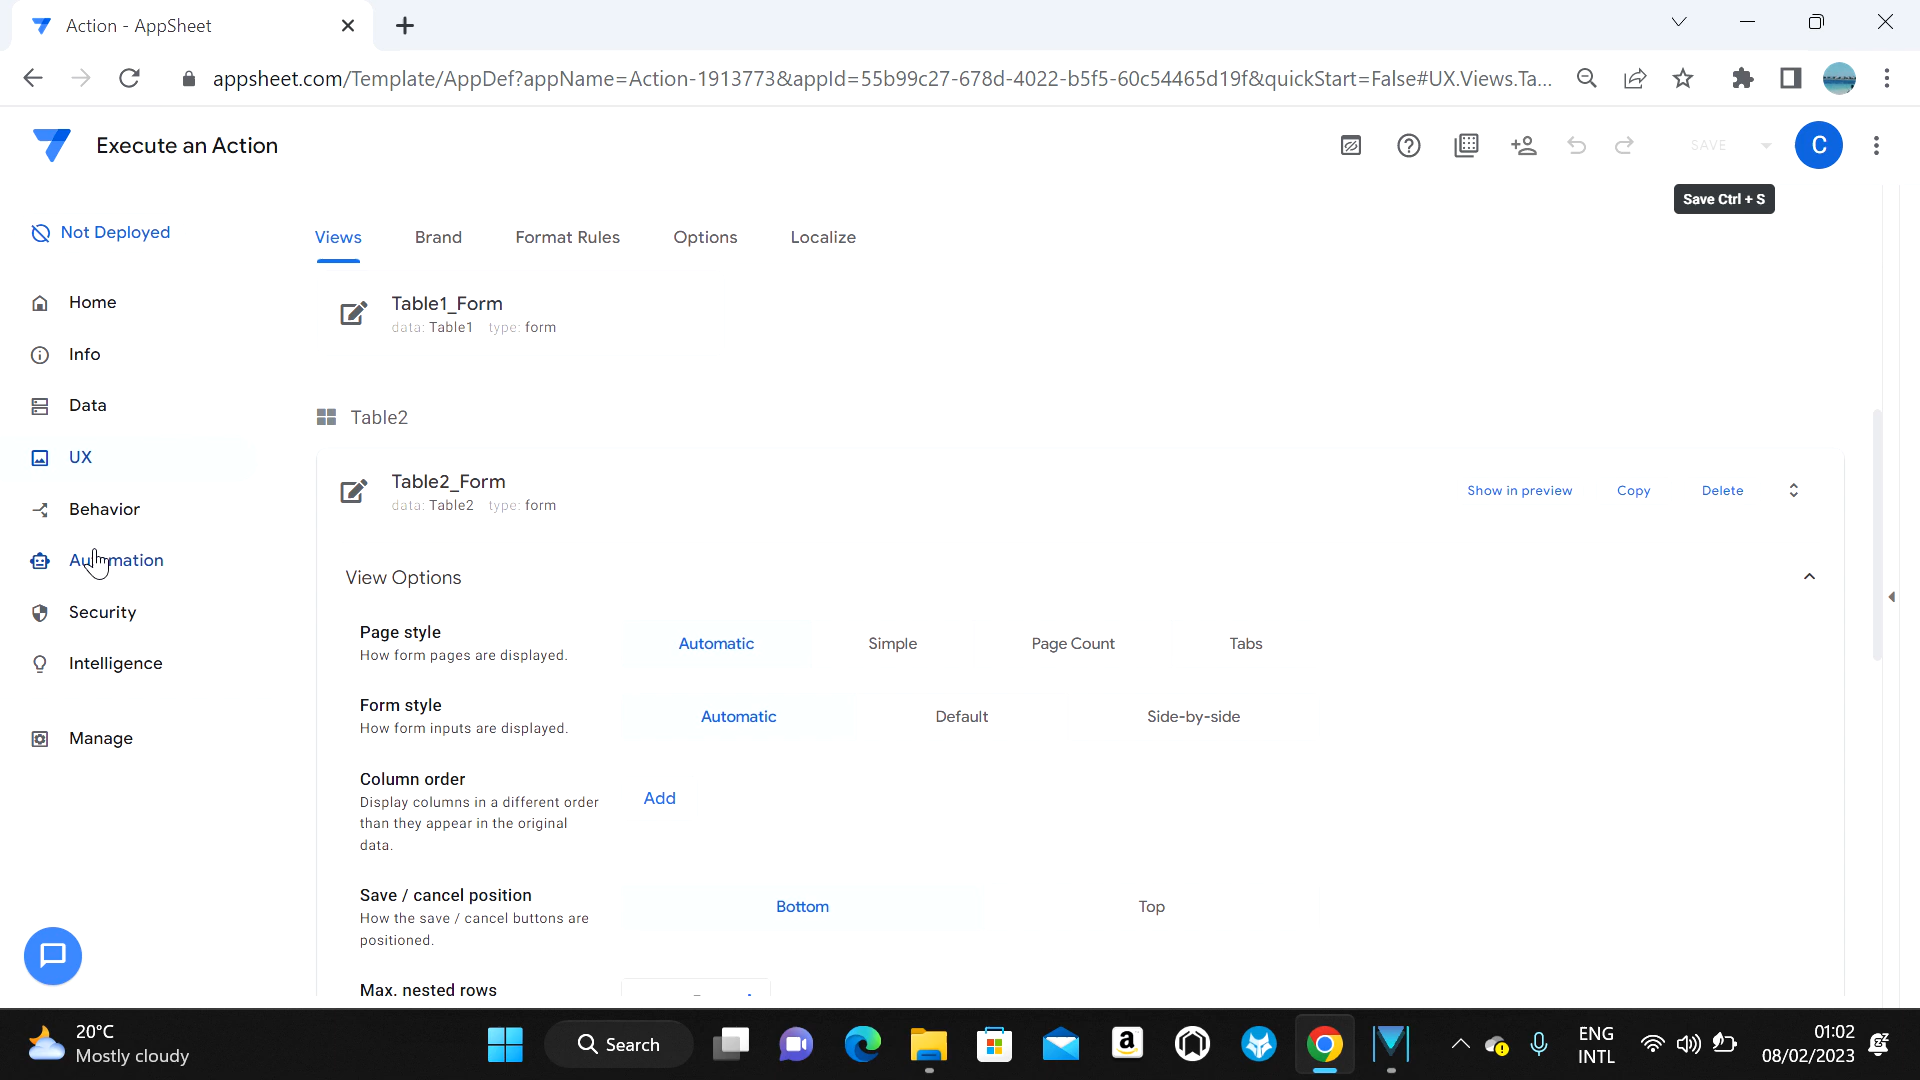 Action - AppSheet
appsheet.com/Template/AppDef?appName=Action-1913773&appId=55b99c27-678d-4022-b5f5-60c54465d19f&quickStart=False#UX.Views.Ta...
Execute an Action
SAVE
C
Save Ctrl + S
Not Deployed
Home
Info
Data
UX
Behavior
Automation
Security
Intelligence
Manage
Views Brand Format Rules Options Localize
Table1_Form
data: Table1 type: form
Table2
Table2_Form
data: Table2 type: form
Show in preview Copy Delete
View Options
Page style
How form pages are displayed.
Automatic Simple Page Count Tabs
Form style
How form inputs are displayed.
Automatic Default Side-by-side
Column order
Display columns in a different order
than they appear in the original
data.
Add
Save / cancel position
How the save / cancel buttons are
positioned.
Bottom Top
Max. nested rows
20°C
Mostly cloudy
Search
a
ENG
INTL
01:02
08/02/2023